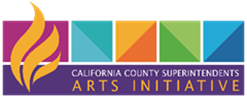 CALIFORNIA COUNTY SUPERINTENDENTS
ARTS INITIATIVE